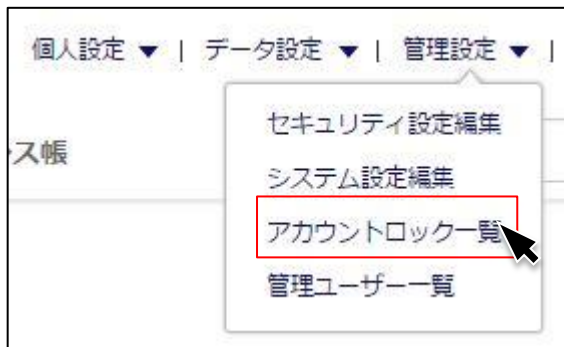 個人設定 ▼ | データ設定 ▼ | 管理設定 ▼ |
ス帳
セキュリティ設定編集
システム設定編集
アカウントロック一覧
管理ユーザー一覧